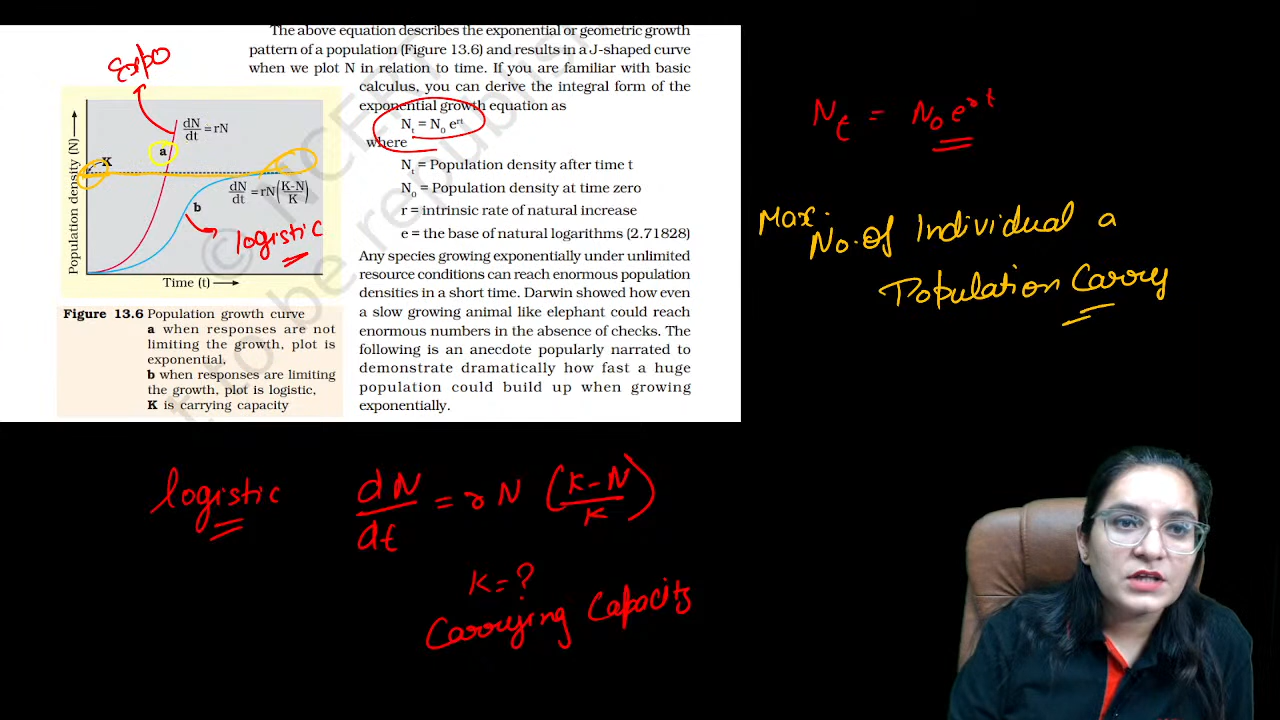 The above equation describes the exponential or geometric growth
pattern of a population (Figure 13.6) and results in a J-shaped curve
when we plot N in relation to time. If you are familiar with basic
calculus, you can derive the integral form of the
exponential growth equation as
Nt = N0 e^rt
where
Nt = Population density after time t
N0 = Population density at time zero
r = intrinsic rate of natural increase
e = the base of natural logarithms (2.71828)
Any species growing exponentially under unlimited
resource conditions can reach enormous population
densities in a short time. Darwin showed how even
a slow growing animal like elephant could reach
enormous numbers in the absence of checks. The
following is an anecdote popularly narrated to
demonstrate dramatically how fast a huge
population could build up when growing
exponentially.
Expo
dN/dt = rN
a
K
dN/dt = rN(K-N/K)
b
logistic
Population density (N)
Time (t)
Figure 13.6 Population growth curve
a when responses are not
limiting the growth, plot is
exponential,
b when responses are limiting
the growth, plot is logistic,
K is carrying capacity
Nt = N0 e^rt
Max. No. of Individual a
Population Carry
logistic dN/dt = rN (K-N/K)
K = ?
Carrying Capacity
© NCERT
not to be republished